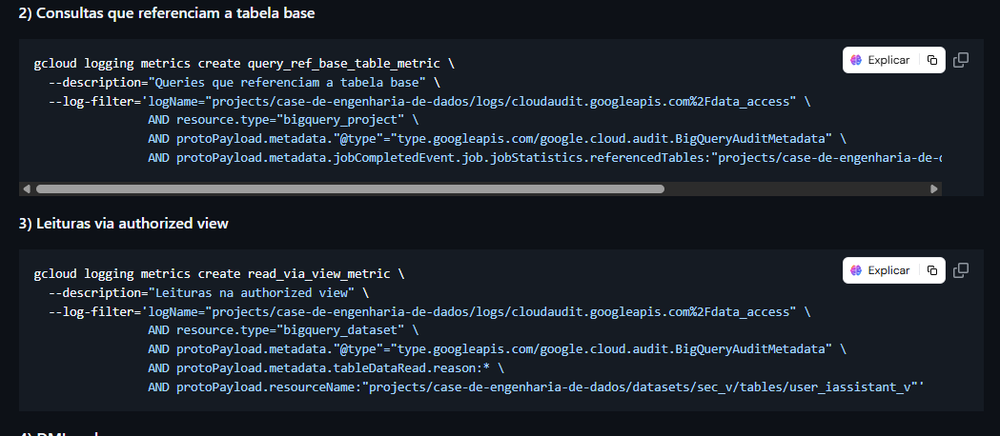 2) Consultas que referenciam a tabela base
Explicar
gcloud logging metrics create query_ref_base_table_metric \
--description="Queries que referenciam a tabela base" \
--log-filter='logName="projects/case-de-engenharia-de-dados/logs/cloudaudit.googleapis.com%2Fdata_access" \
AND resource.type="bigquery_project" \
AND protoPayload.metadata."@type"="type.googleapis.com/google.cloud.audit.BigQueryAuditMetadata" \
AND protoPayload.metadata.jobCompletedEvent.job.jobStatistics.referencedTables:"projects/case-de-engenharia-de-
3) Leituras via authorized view
Explicar
gcloud logging metrics create read_via_view_metric \
--description="Leituras na authorized view" \
--log-filter='logName="projects/case-de-engenharia-de-dados/logs/cloudaudit.googleapis.com%2Fdata_access" \
AND resource.type="bigquery_dataset" \
AND protoPayload.metadata."@type"="type.googleapis.com/google.cloud.audit.BigQueryAuditMetadata" \
AND protoPayload.metadata.tableDataRead.reason:* \
AND protoPayload.resourceName:"projects/case-de-engenharia-de-dados/datasets/sec_v/tables/user_iassistant_v"'